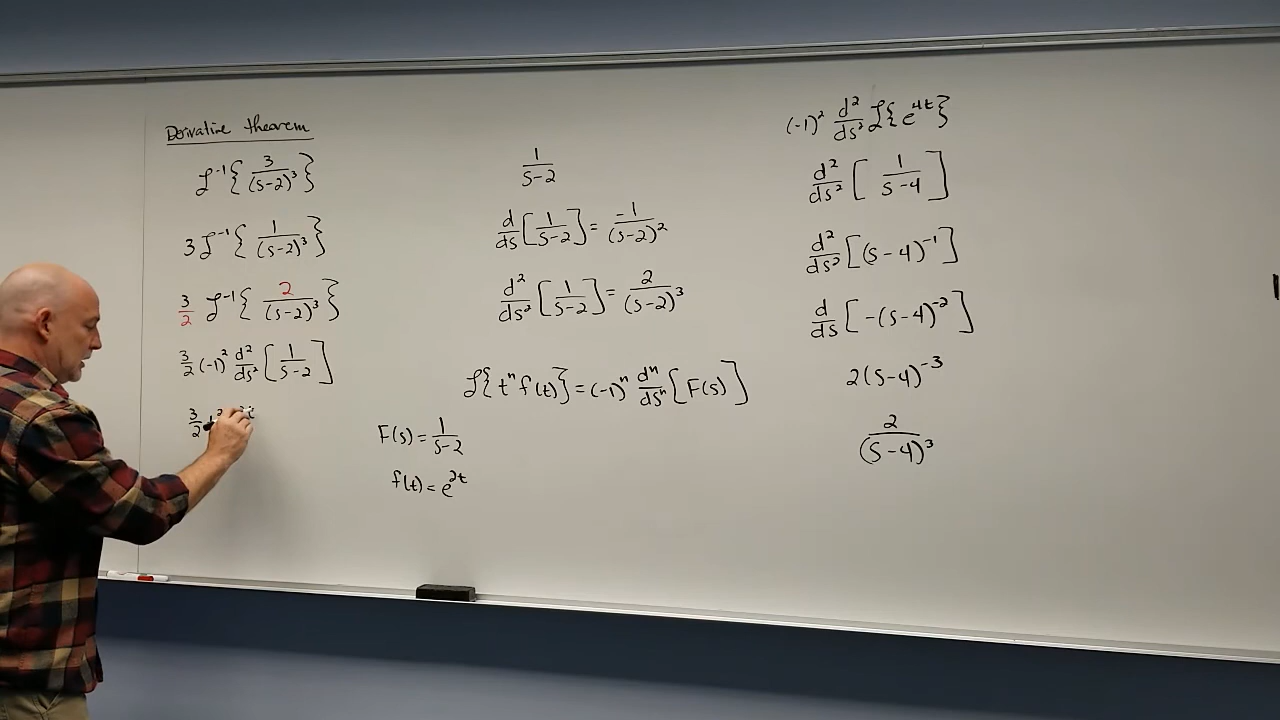 Derivative theorem
ℒ⁻¹{3/(s-2)³}
3ℒ⁻¹{1/(s-2)³}
3/2 ℒ⁻¹{2/(s-2)³}
3/2 (-1)² d²/ds² [1/(s-2)]
3/2
1/(s-2)
d/ds [1/(s-2)] = -1/(s-2)²
d²/ds² [1/(s-2)] = 2/(s-2)³
ℒ{tⁿ f(t)} = (-1)ⁿ dⁿ/dsⁿ [F(s)]
F(s) = 1/(s-2)
f(t) = e^2t
(-1)² d²/ds² ℒ{e^4t}
d²/ds² [1/(s-4)]
d²/ds² [(s-4)⁻¹]
d/ds [-(s-4)⁻²]
2(s-4)⁻³
2/(s-4)³